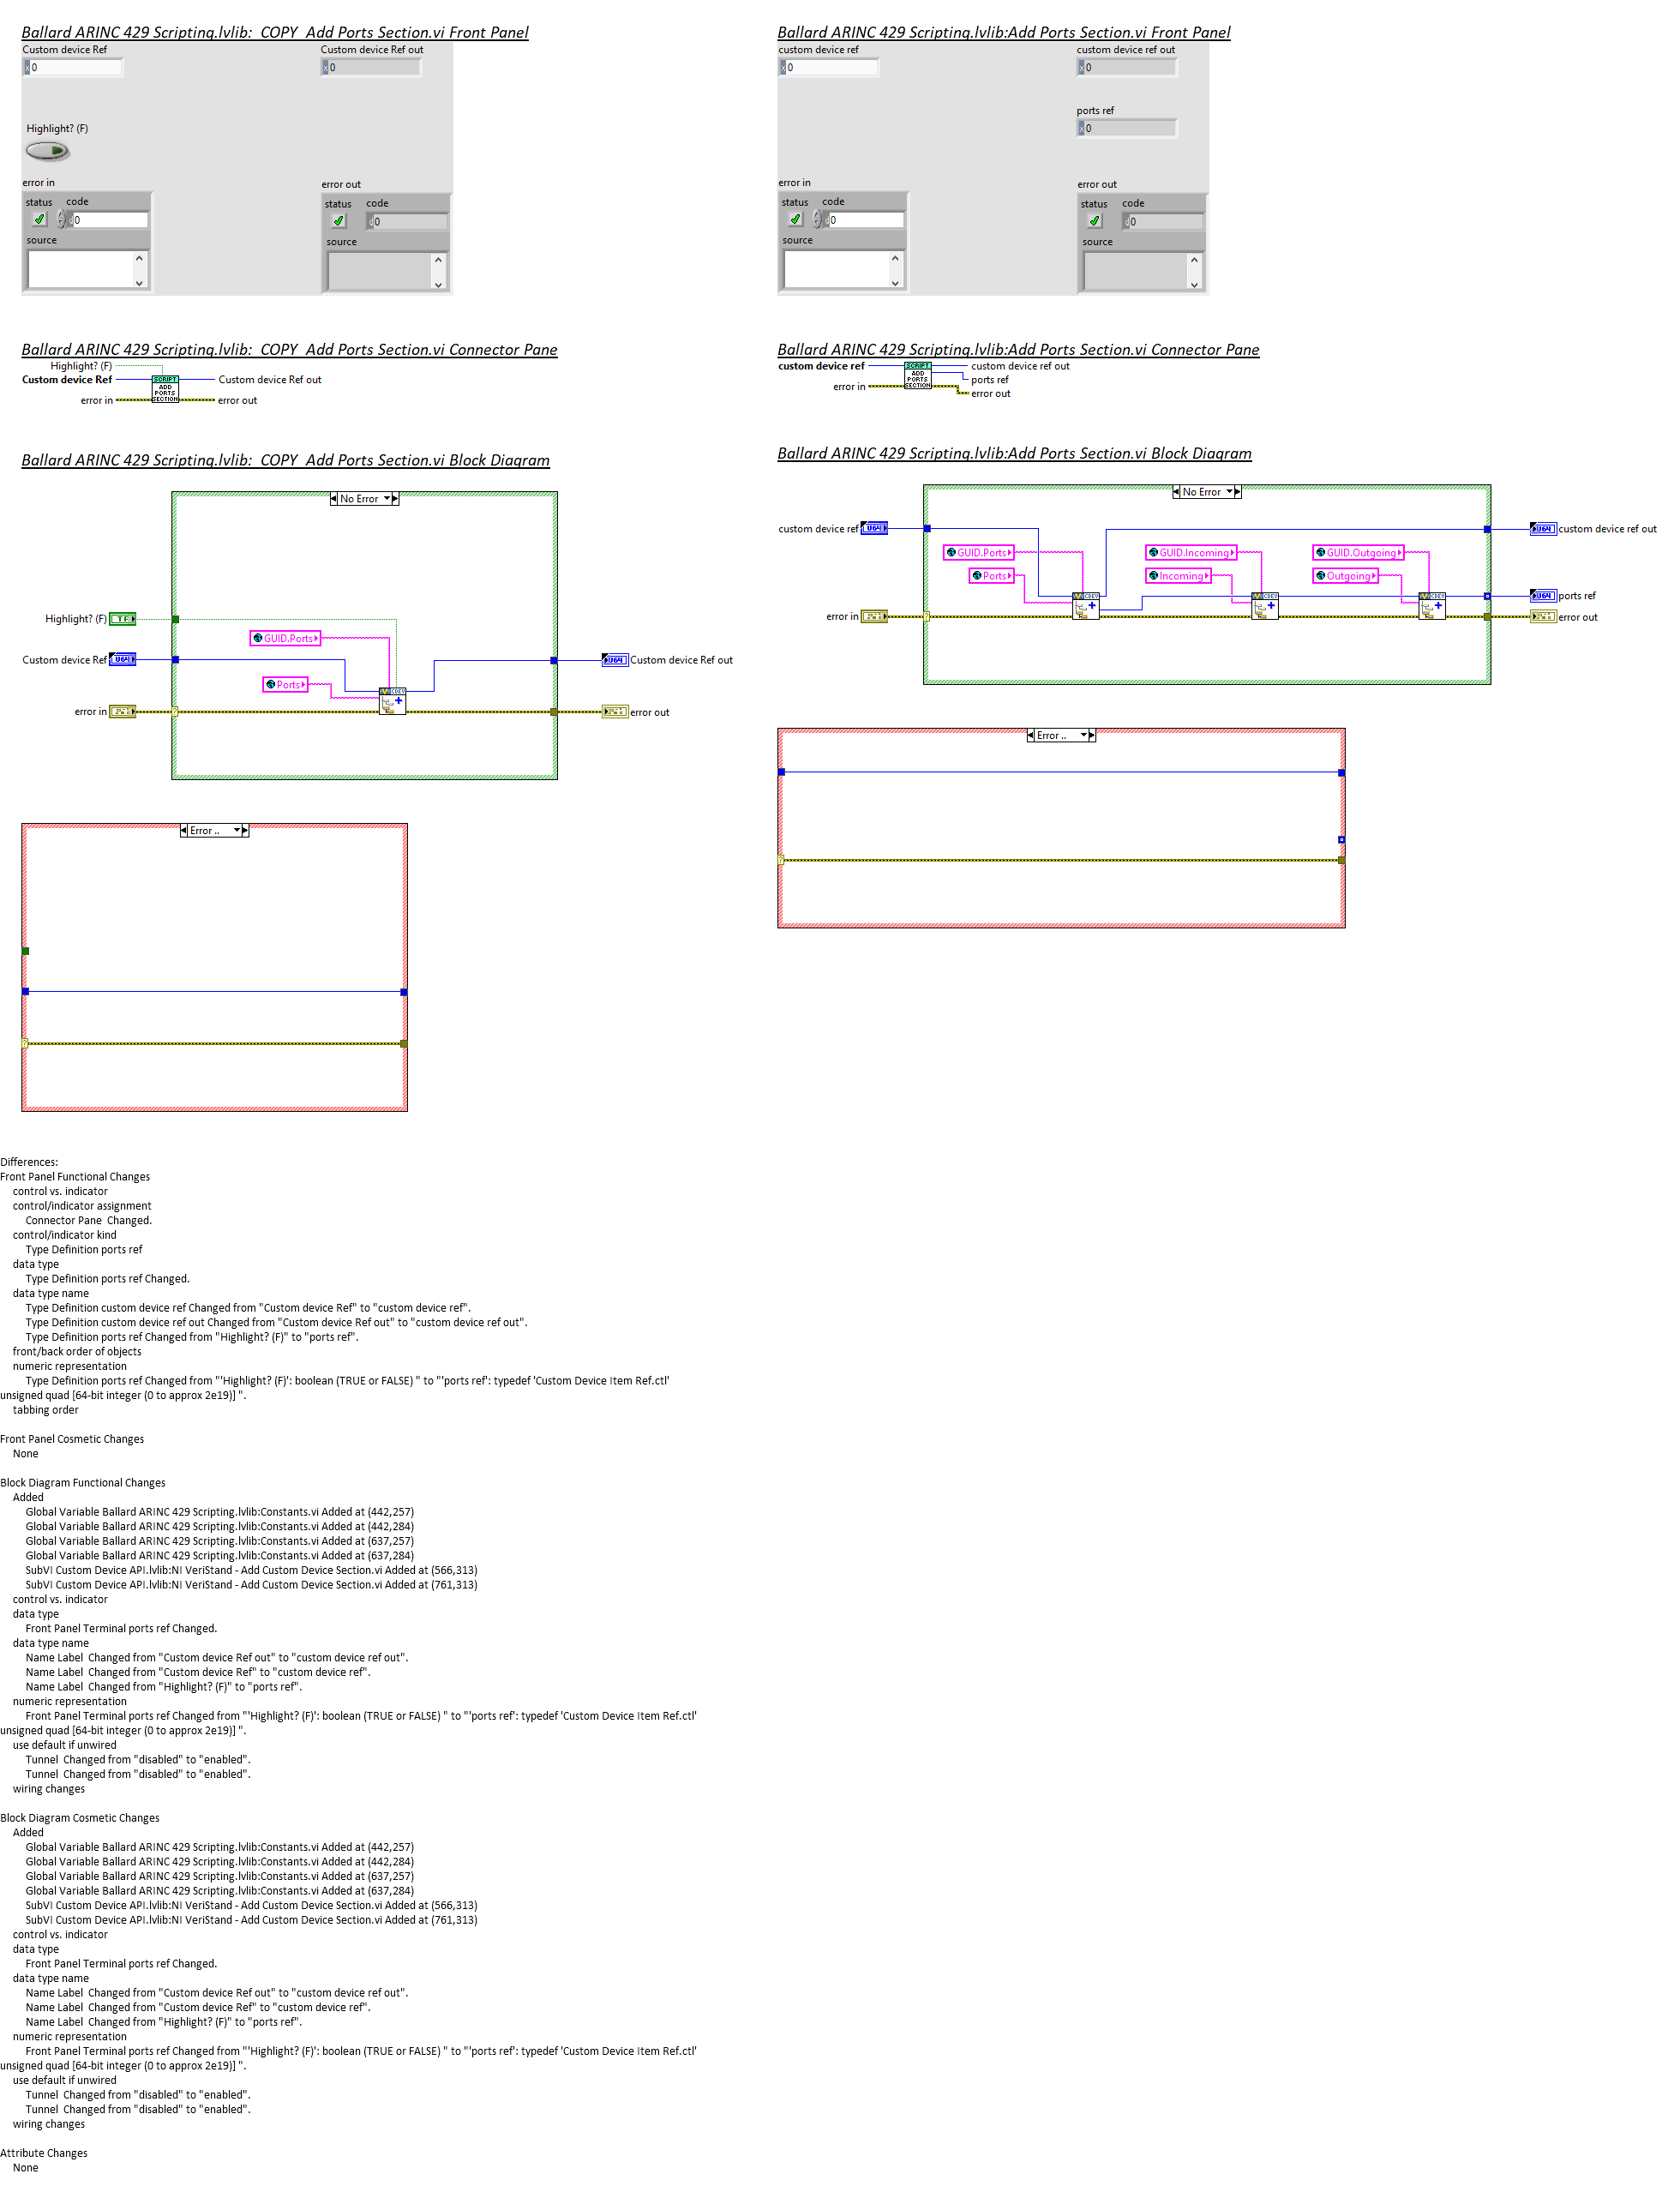 Ballard ARINC 429 Scripting.lvlib:  COPY  Add Ports Section.vi Front Panel
Custom device Ref
Custom device Ref out
x 0
x 0
Highlight? (F)
error in
error out
status
code
status
code
d 0
d 0
source
source
Ballard ARINC 429 Scripting.lvlib:Add Ports Section.vi Front Panel
custom device ref
custom device ref out
x 0
x 0
ports ref
x 0
error in
error out
status
code
status
code
d 0
d 0
source
source
Ballard ARINC 429 Scripting.lvlib:  COPY  Add Ports Section.vi Connector Pane
Highlight? (F)
Custom device Ref
Custom device Ref out
error in
error out
SCRIPT
ADD
PORTS
SECTION
Ballard ARINC 429 Scripting.lvlib:Add Ports Section.vi Connector Pane
custom device ref
custom device ref out
ports ref
error in
error out
SCRIPT
ADD
PORTS
SECTION
Ballard ARINC 429 Scripting.lvlib:  COPY  Add Ports Section.vi Block Diagram
No Error
Highlight? (F)
TF
GUID.Ports
Custom device Ref
U64
U64
Custom device Ref out
Ports
CDEV
error in
error out
Error ..
Ballard ARINC 429 Scripting.lvlib:Add Ports Section.vi Block Diagram
No Error
custom device ref
U64
U64
custom device ref out
GUID.Ports
GUID.Incoming
GUID.Outgoing
Ports
Incoming
Outgoing
CDEV
CDEV
CDEV
U64
ports ref
error in
error out
Error ..
Differences:
Front Panel Functional Changes
control vs. indicator
control/indicator assignment
Connector Pane  Changed.
control/indicator kind
Type Definition ports ref
data type
Type Definition ports ref Changed.
data type name
Type Definition custom device ref Changed from "Custom device Ref" to "custom device ref".
Type Definition custom device ref out Changed from "Custom device Ref out" to "custom device ref out".
Type Definition ports ref Changed from "Highlight? (F)" to "ports ref".
front/back order of objects
numeric representation
Type Definition ports ref Changed from "'Highlight? (F)': boolean (TRUE or FALSE) " to "'ports ref': typedef 'Custom Device Item Ref.ctl'
unsigned quad [64-bit integer (0 to approx 2e19)] ".
tabbing order
Front Panel Cosmetic Changes
None
Block Diagram Functional Changes
Added
Global Variable Ballard ARINC 429 Scripting.lvlib:Constants.vi Added at (442,257)
Global Variable Ballard ARINC 429 Scripting.lvlib:Constants.vi Added at (442,284)
Global Variable Ballard ARINC 429 Scripting.lvlib:Constants.vi Added at (637,257)
Global Variable Ballard ARINC 429 Scripting.lvlib:Constants.vi Added at (637,284)
SubVI Custom Device API.lvlib:NI VeriStand - Add Custom Device Section.vi Added at (566,313)
SubVI Custom Device API.lvlib:NI VeriStand - Add Custom Device Section.vi Added at (761,313)
control vs. indicator
data type
Front Panel Terminal ports ref Changed.
data type name
Name Label  Changed from "Custom device Ref out" to "custom device ref out".
Name Label  Changed from "Custom device Ref" to "custom device ref".
Name Label  Changed from "Highlight? (F)" to "ports ref".
numeric representation
Front Panel Terminal ports ref Changed from "'Highlight? (F)': boolean (TRUE or FALSE) " to "'ports ref': typedef 'Custom Device Item Ref.ctl'
unsigned quad [64-bit integer (0 to approx 2e19)] ".
use default if unwired
Tunnel  Changed from "disabled" to "enabled".
Tunnel  Changed from "disabled" to "enabled".
wiring changes
Block Diagram Cosmetic Changes
Added
Global Variable Ballard ARINC 429 Scripting.lvlib:Constants.vi Added at (442,257)
Global Variable Ballard ARINC 429 Scripting.lvlib:Constants.vi Added at (442,284)
Global Variable Ballard ARINC 429 Scripting.lvlib:Constants.vi Added at (637,257)
Global Variable Ballard ARINC 429 Scripting.lvlib:Constants.vi Added at (637,284)
SubVI Custom Device API.lvlib:NI VeriStand - Add Custom Device Section.vi Added at (566,313)
SubVI Custom Device API.lvlib:NI VeriStand - Add Custom Device Section.vi Added at (761,313)
control vs. indicator
data type
Front Panel Terminal ports ref Changed.
data type name
Name Label  Changed from "Custom device Ref out" to "custom device ref out".
Name Label  Changed from "Custom device Ref" to "custom device ref".
Name Label  Changed from "Highlight? (F)" to "ports ref".
numeric representation
Front Panel Terminal ports ref Changed from "'Highlight? (F)': boolean (TRUE or FALSE) " to "'ports ref': typedef 'Custom Device Item Ref.ctl'
unsigned quad [64-bit integer (0 to approx 2e19)] ".
use default if unwired
Tunnel  Changed from "disabled" to "enabled".
Tunnel  Changed from "disabled" to "enabled".
wiring changes
Attribute Changes
None